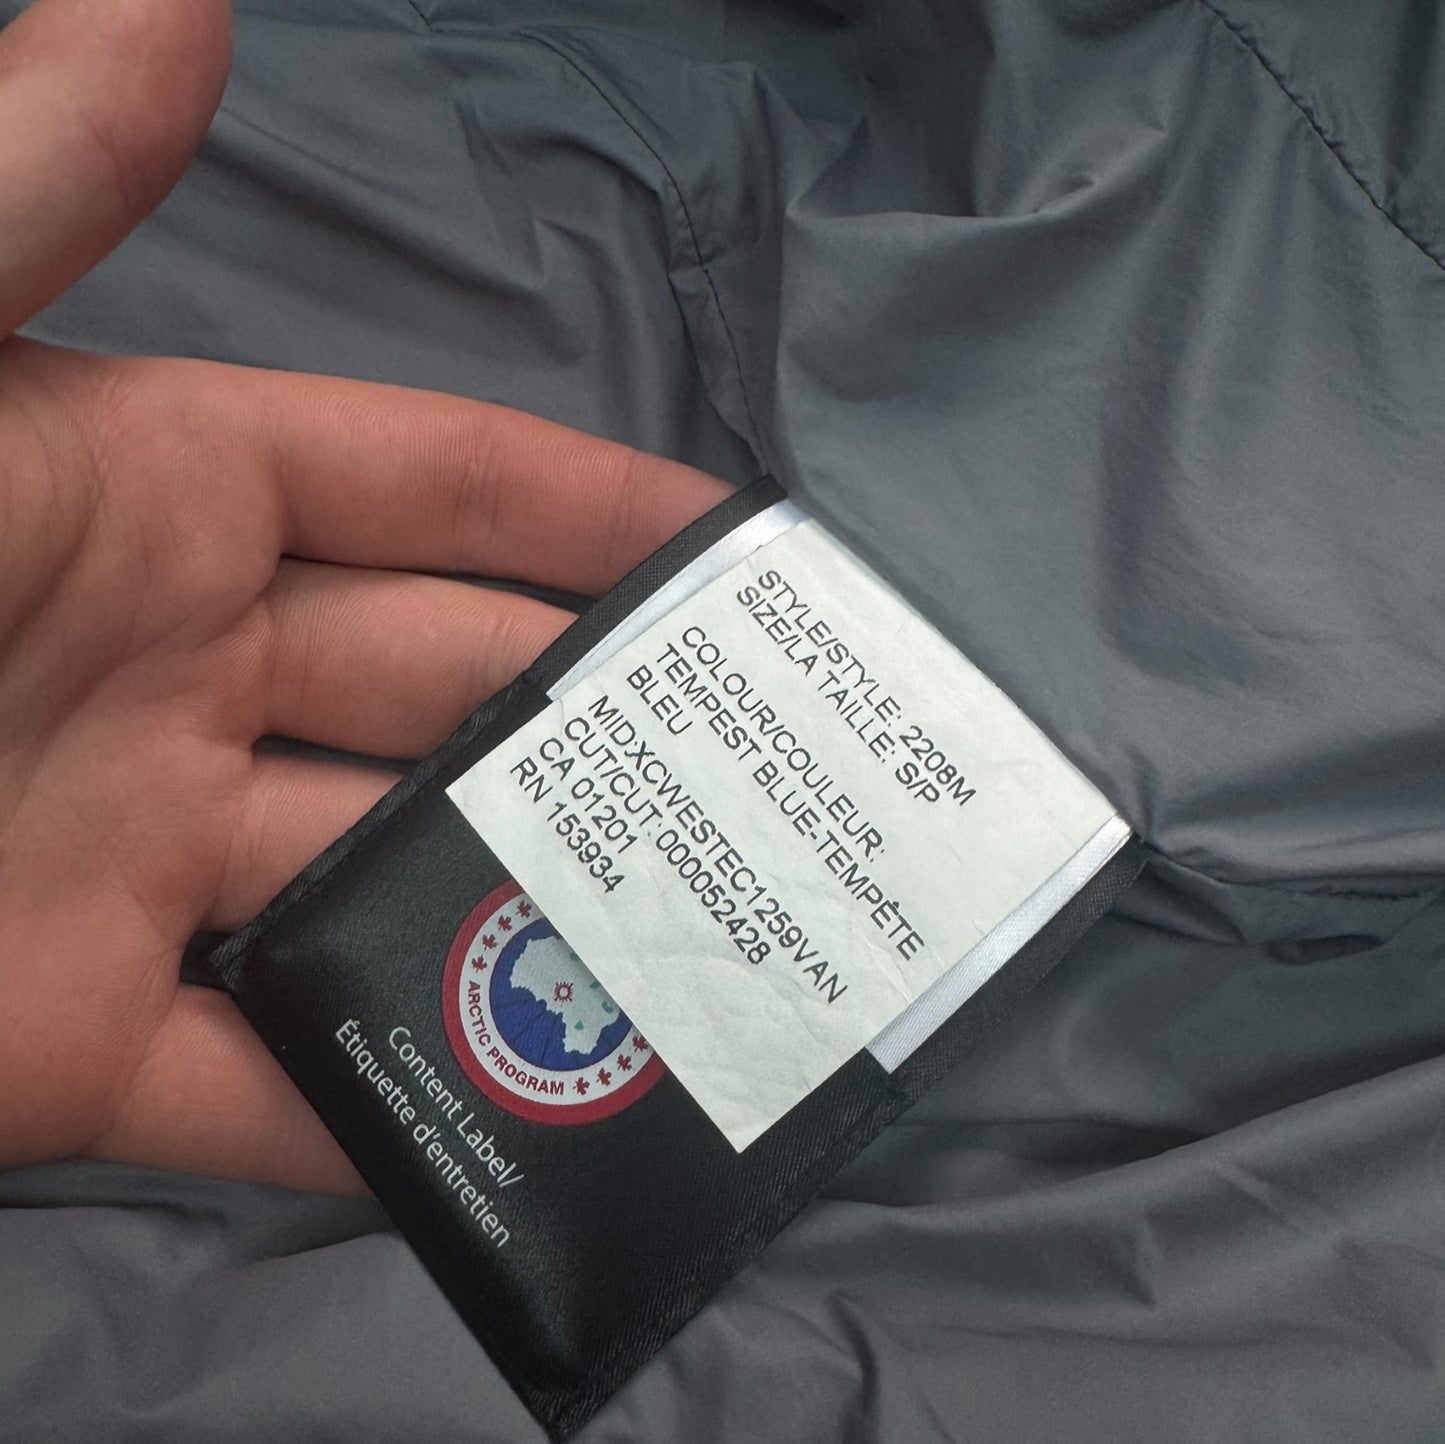 STYLE/STYLE: 2208M
SIZE/LA TAILLE: S/P
COLOUR/COULEUR:
TEMPEST BLUE-TEMPÊTE
BLEU
MID:XCWESTEC1259VAN
CUT/CUT:000052428
CA 01201
RN 153934
ARCTIC PROGRAM
Content Label/
Étiquette d'entretien